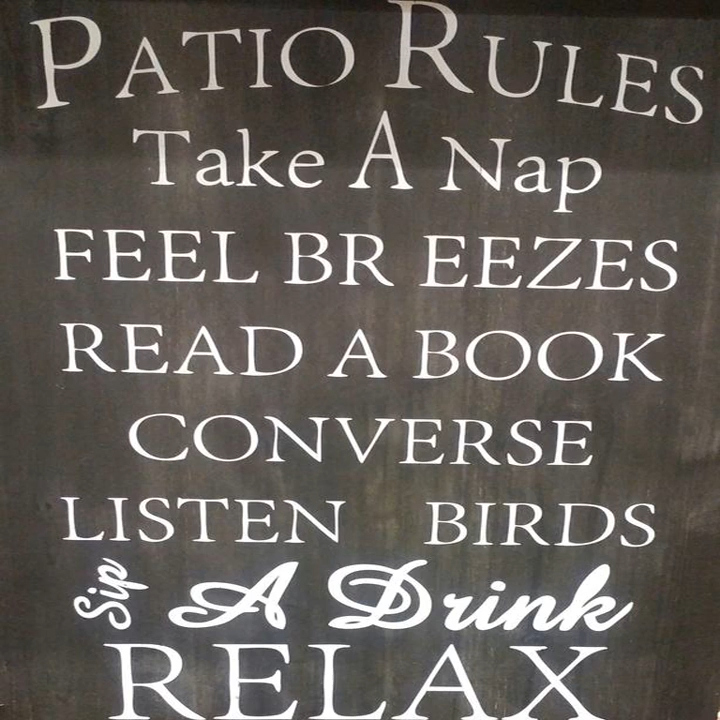 PATIO RULES
Take A Nap
FEEL BR EEZES
READ A BOOK
CONVERSE
LISTEN BIRDS
Sip A Drink
RELAX